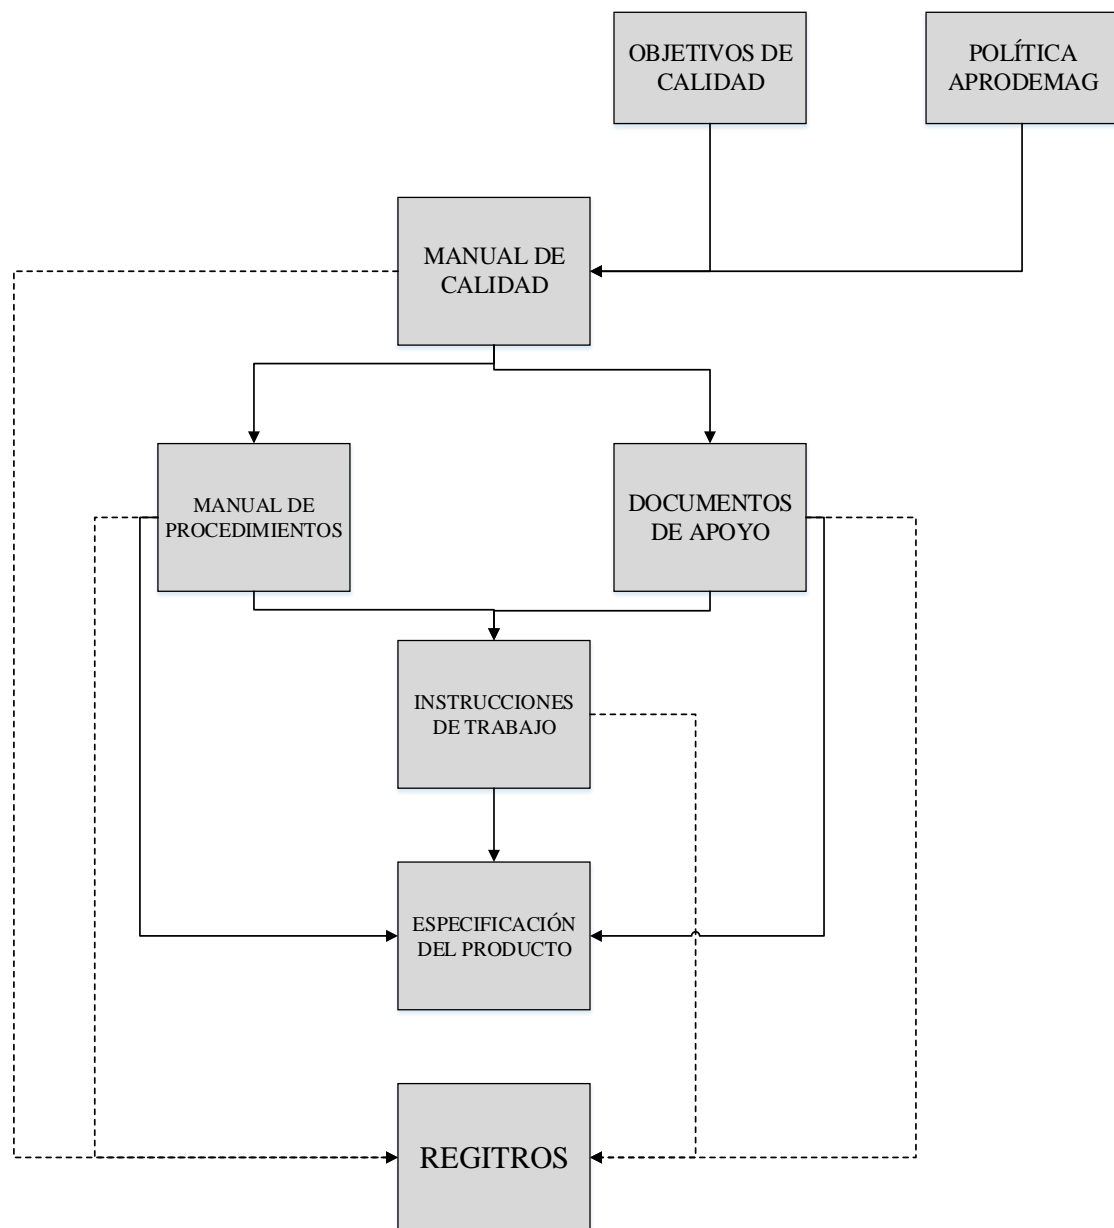 OBJETIVOS DE
CALIDAD
POLÍTICA
APRODEMAG
MANUAL DE
CALIDAD
MANUAL DE
PROCEDIMIENTOS
DOCUMENTOS
DE APOYO
INSTRUCCIONES
DE TRABAJO
ESPECIFICACIÓN
DEL PRODUCTO
REGITROS